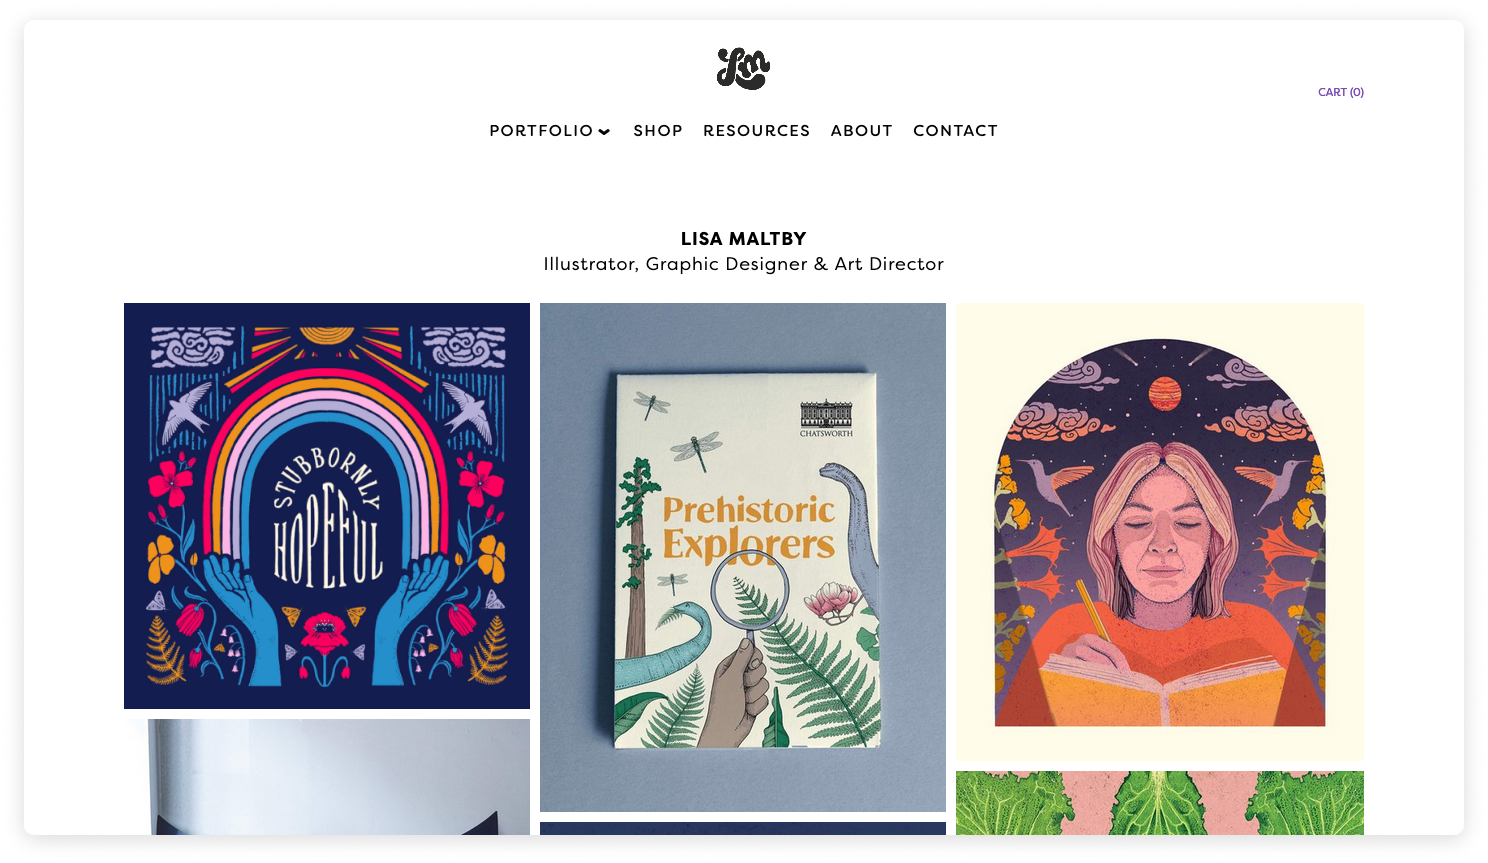 Lm
CART (0)
PORTFOLIO SHOP RESOURCES ABOUT CONTACT
LISA MALTBY
Illustrator, Graphic Designer & Art Director
STUBBORNLY
HOPEFUL
CHATSWORTH
Prehistoric
Explorers